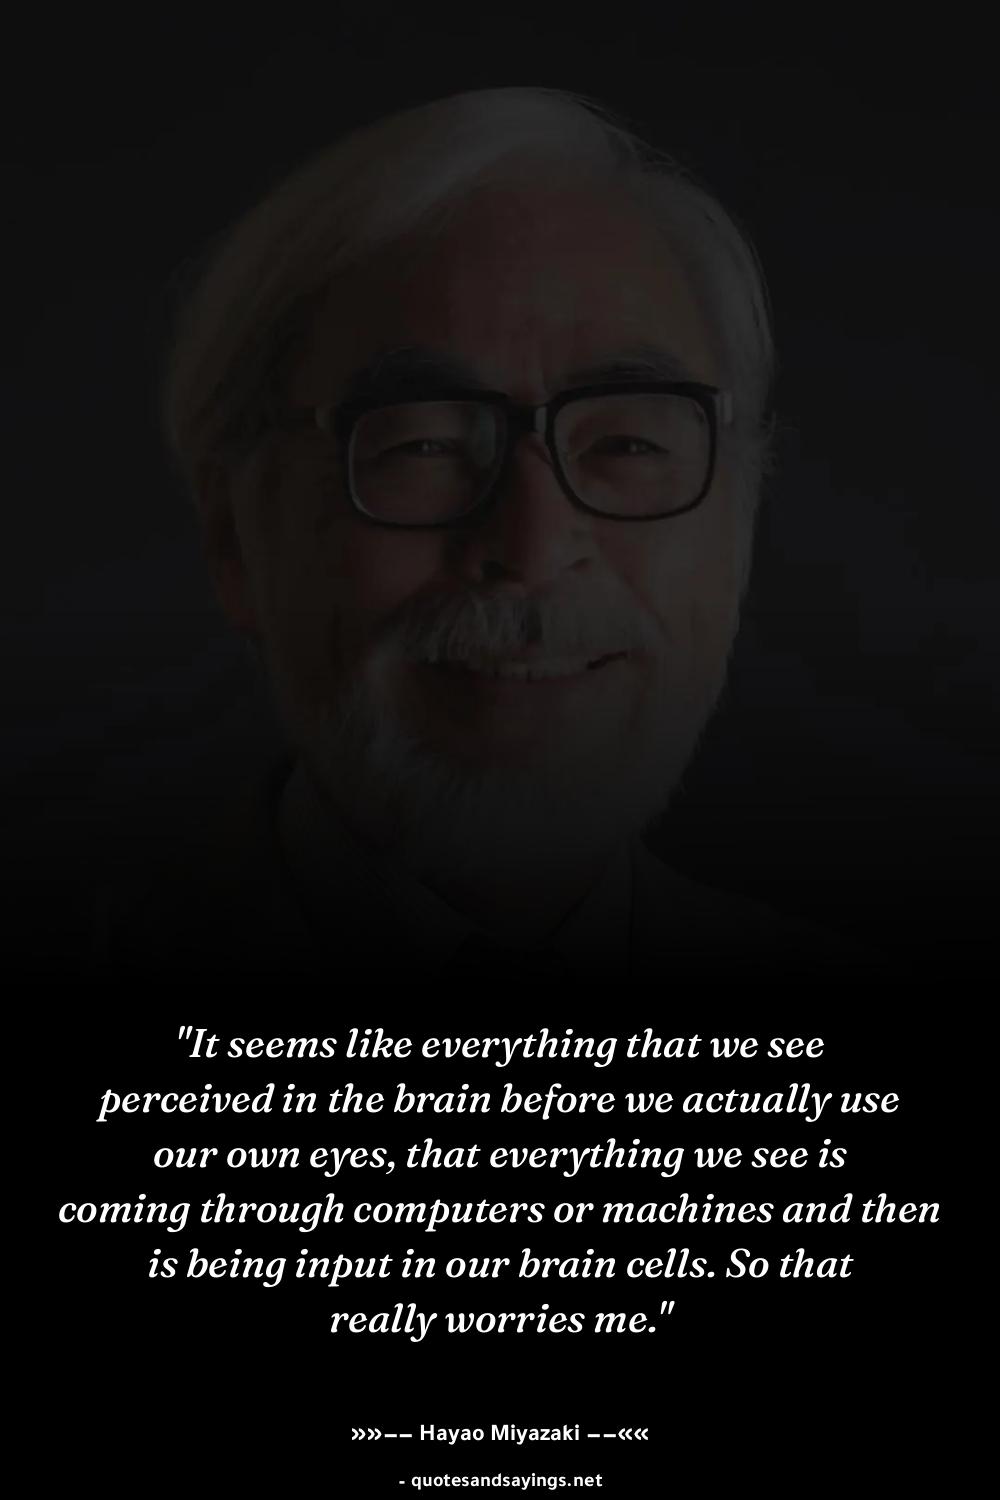 "It seems like everything that we see
perceived in the brain before we actually use
our own eyes, that everything we see is
coming through computers or machines and then
is being input in our brain cells. So that
really worries me."
»»–– Hayao Miyazaki ––««
- quotesandsayings.net